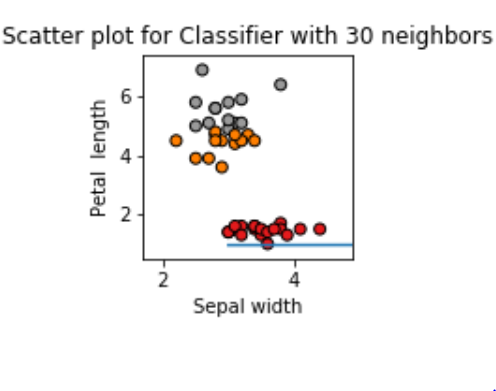 Scatter plot for Classifier with 30 neighbors
6
4
2
Petal length
2 4
Sepal width